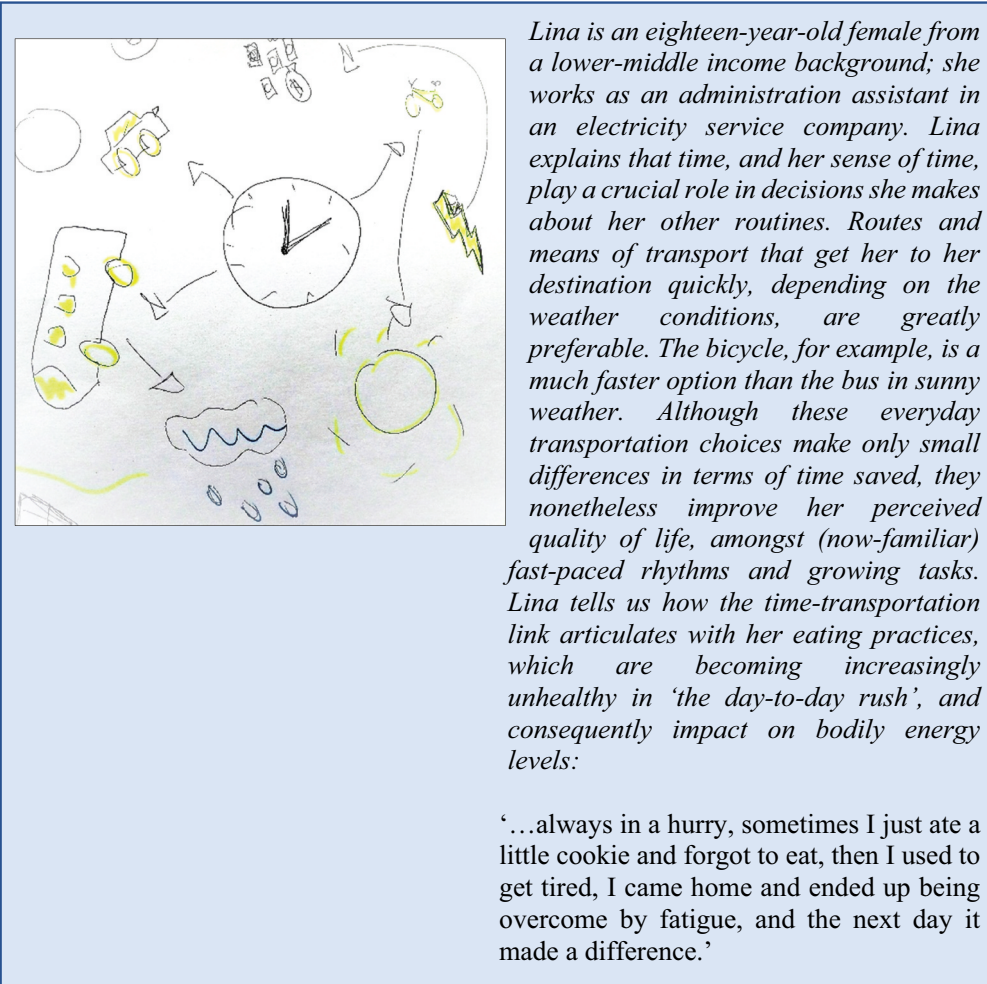 Lina is an eighteen-year-old female from
a lower-middle income background; she
works as an administration assistant in
an electricity service company. Lina
explains that time, and her sense of time,
play a crucial role in decisions she makes
about her other routines. Routes and
means of transport that get her to her
destination quickly, depending on the
weather conditions, are greatly
preferable. The bicycle, for example, is a
much faster option than the bus in sunny
weather. Although these everyday
transportation choices make only small
differences in terms of time saved, they
nonetheless improve her perceived
quality of life, amongst (now-familiar)
fast-paced rhythms and growing tasks.
Lina tells us how the time-transportation
link articulates with her eating practices,
which are becoming increasingly
unhealthy in ‘the day-to-day rush’, and
consequently impact on bodily energy
levels:
‘…always in a hurry, sometimes I just ate a
little cookie and forgot to eat, then I used to
get tired, I came home and ended up being
overcome by fatigue, and the next day it
made a difference.’